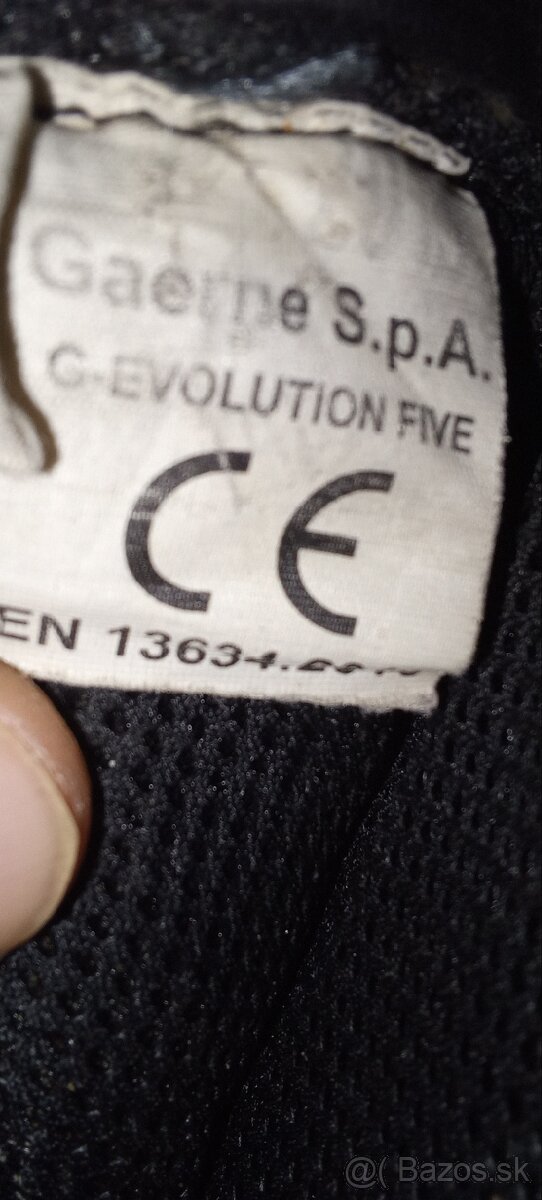 Gaerne S.p.A.
G-EVOLUTION FIVE
CE
EN 13634
@( Bazos.sk